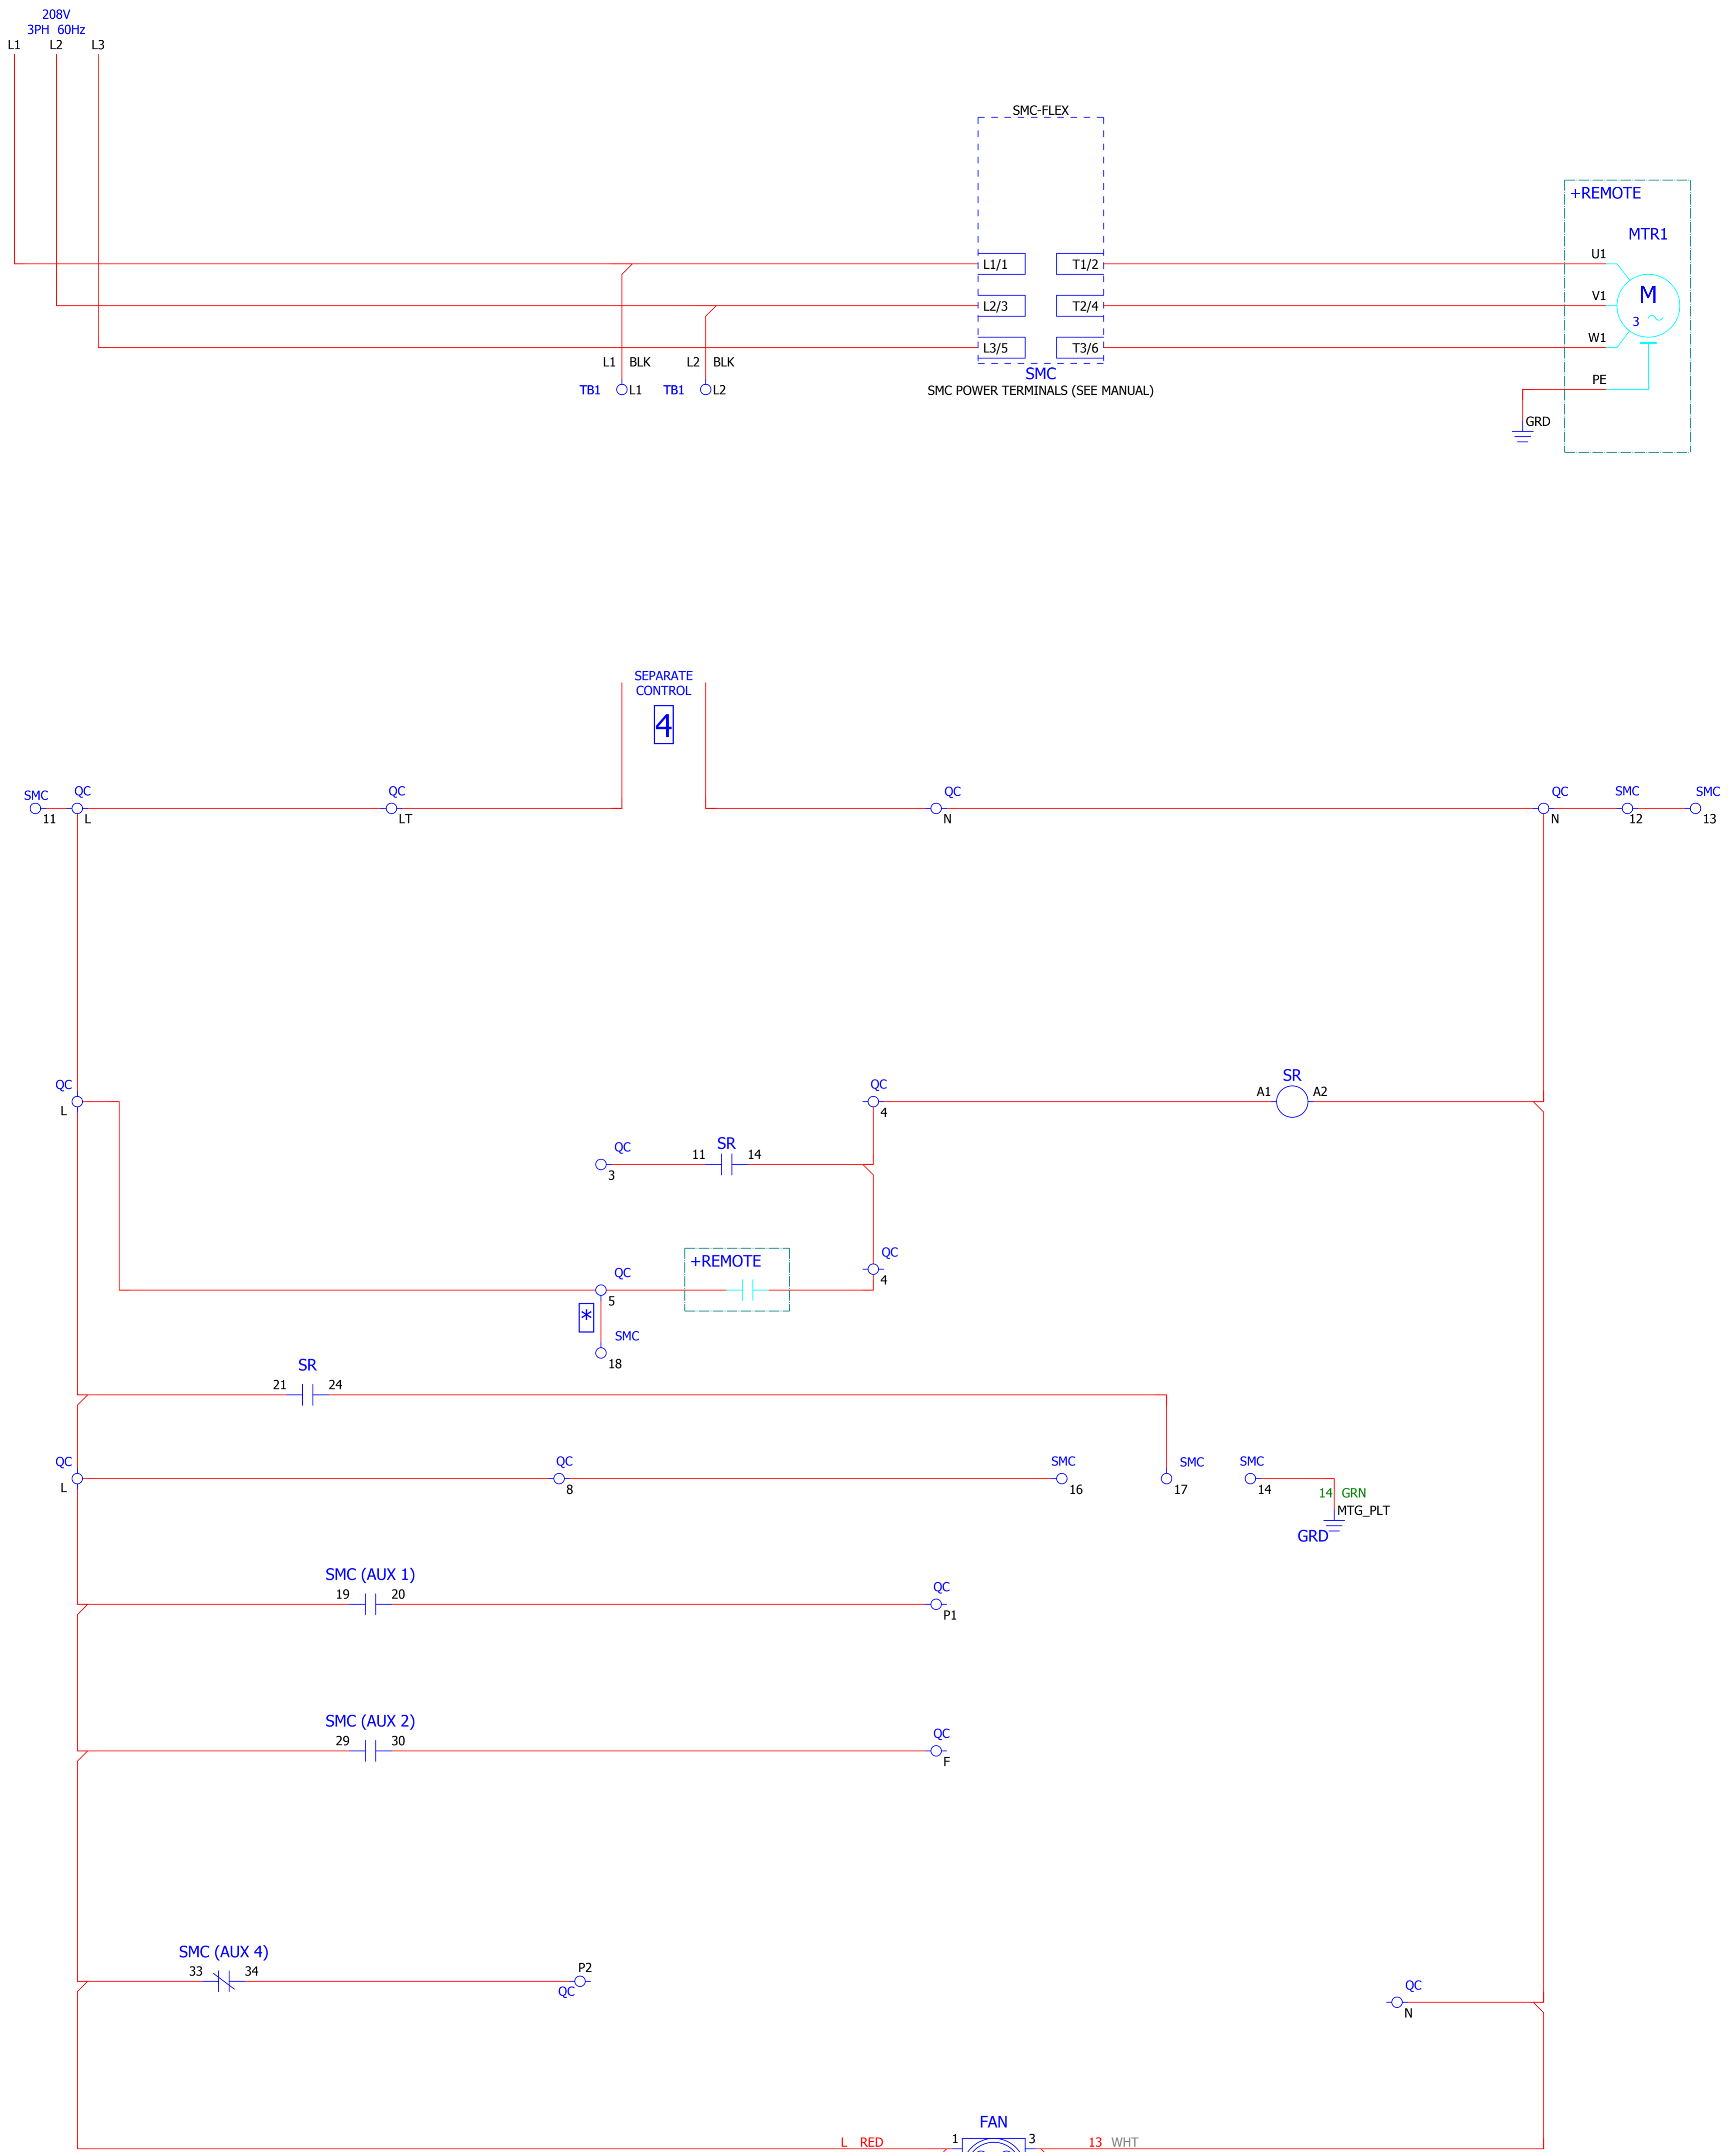 208V
3PH 60Hz
L1 L2 L3
SMC-FLEX
+REMOTE
MTR1
L1/1 T1/2 U1
L2/3 T2/4 V1
M
3
L3/5 T3/6 W1
L1 BLK L2 BLK
SMC
TB1 L1 TB1 L2
SMC POWER TERMINALS (SEE MANUAL)
PE
GRD
SEPARATE
CONTROL
4
SMC QC QC QC QC SMC SMC
11 L LT N N 12 13
QC QC SR
L 4 A1 A2
QC SR
3 11 14
QC +REMOTE QC
5 4
*
SMC
18
SR
21 24
QC QC SMC SMC SMC
L 8 16 17 14
14 GRN
MTG_PLT
GRD
SMC (AUX 1)
19 20 QC
P1
SMC (AUX 2)
29 30 QC
F
SMC (AUX 4)
33 34 P2
QC
QC
N
FAN
L RED 1 3 13 WHT